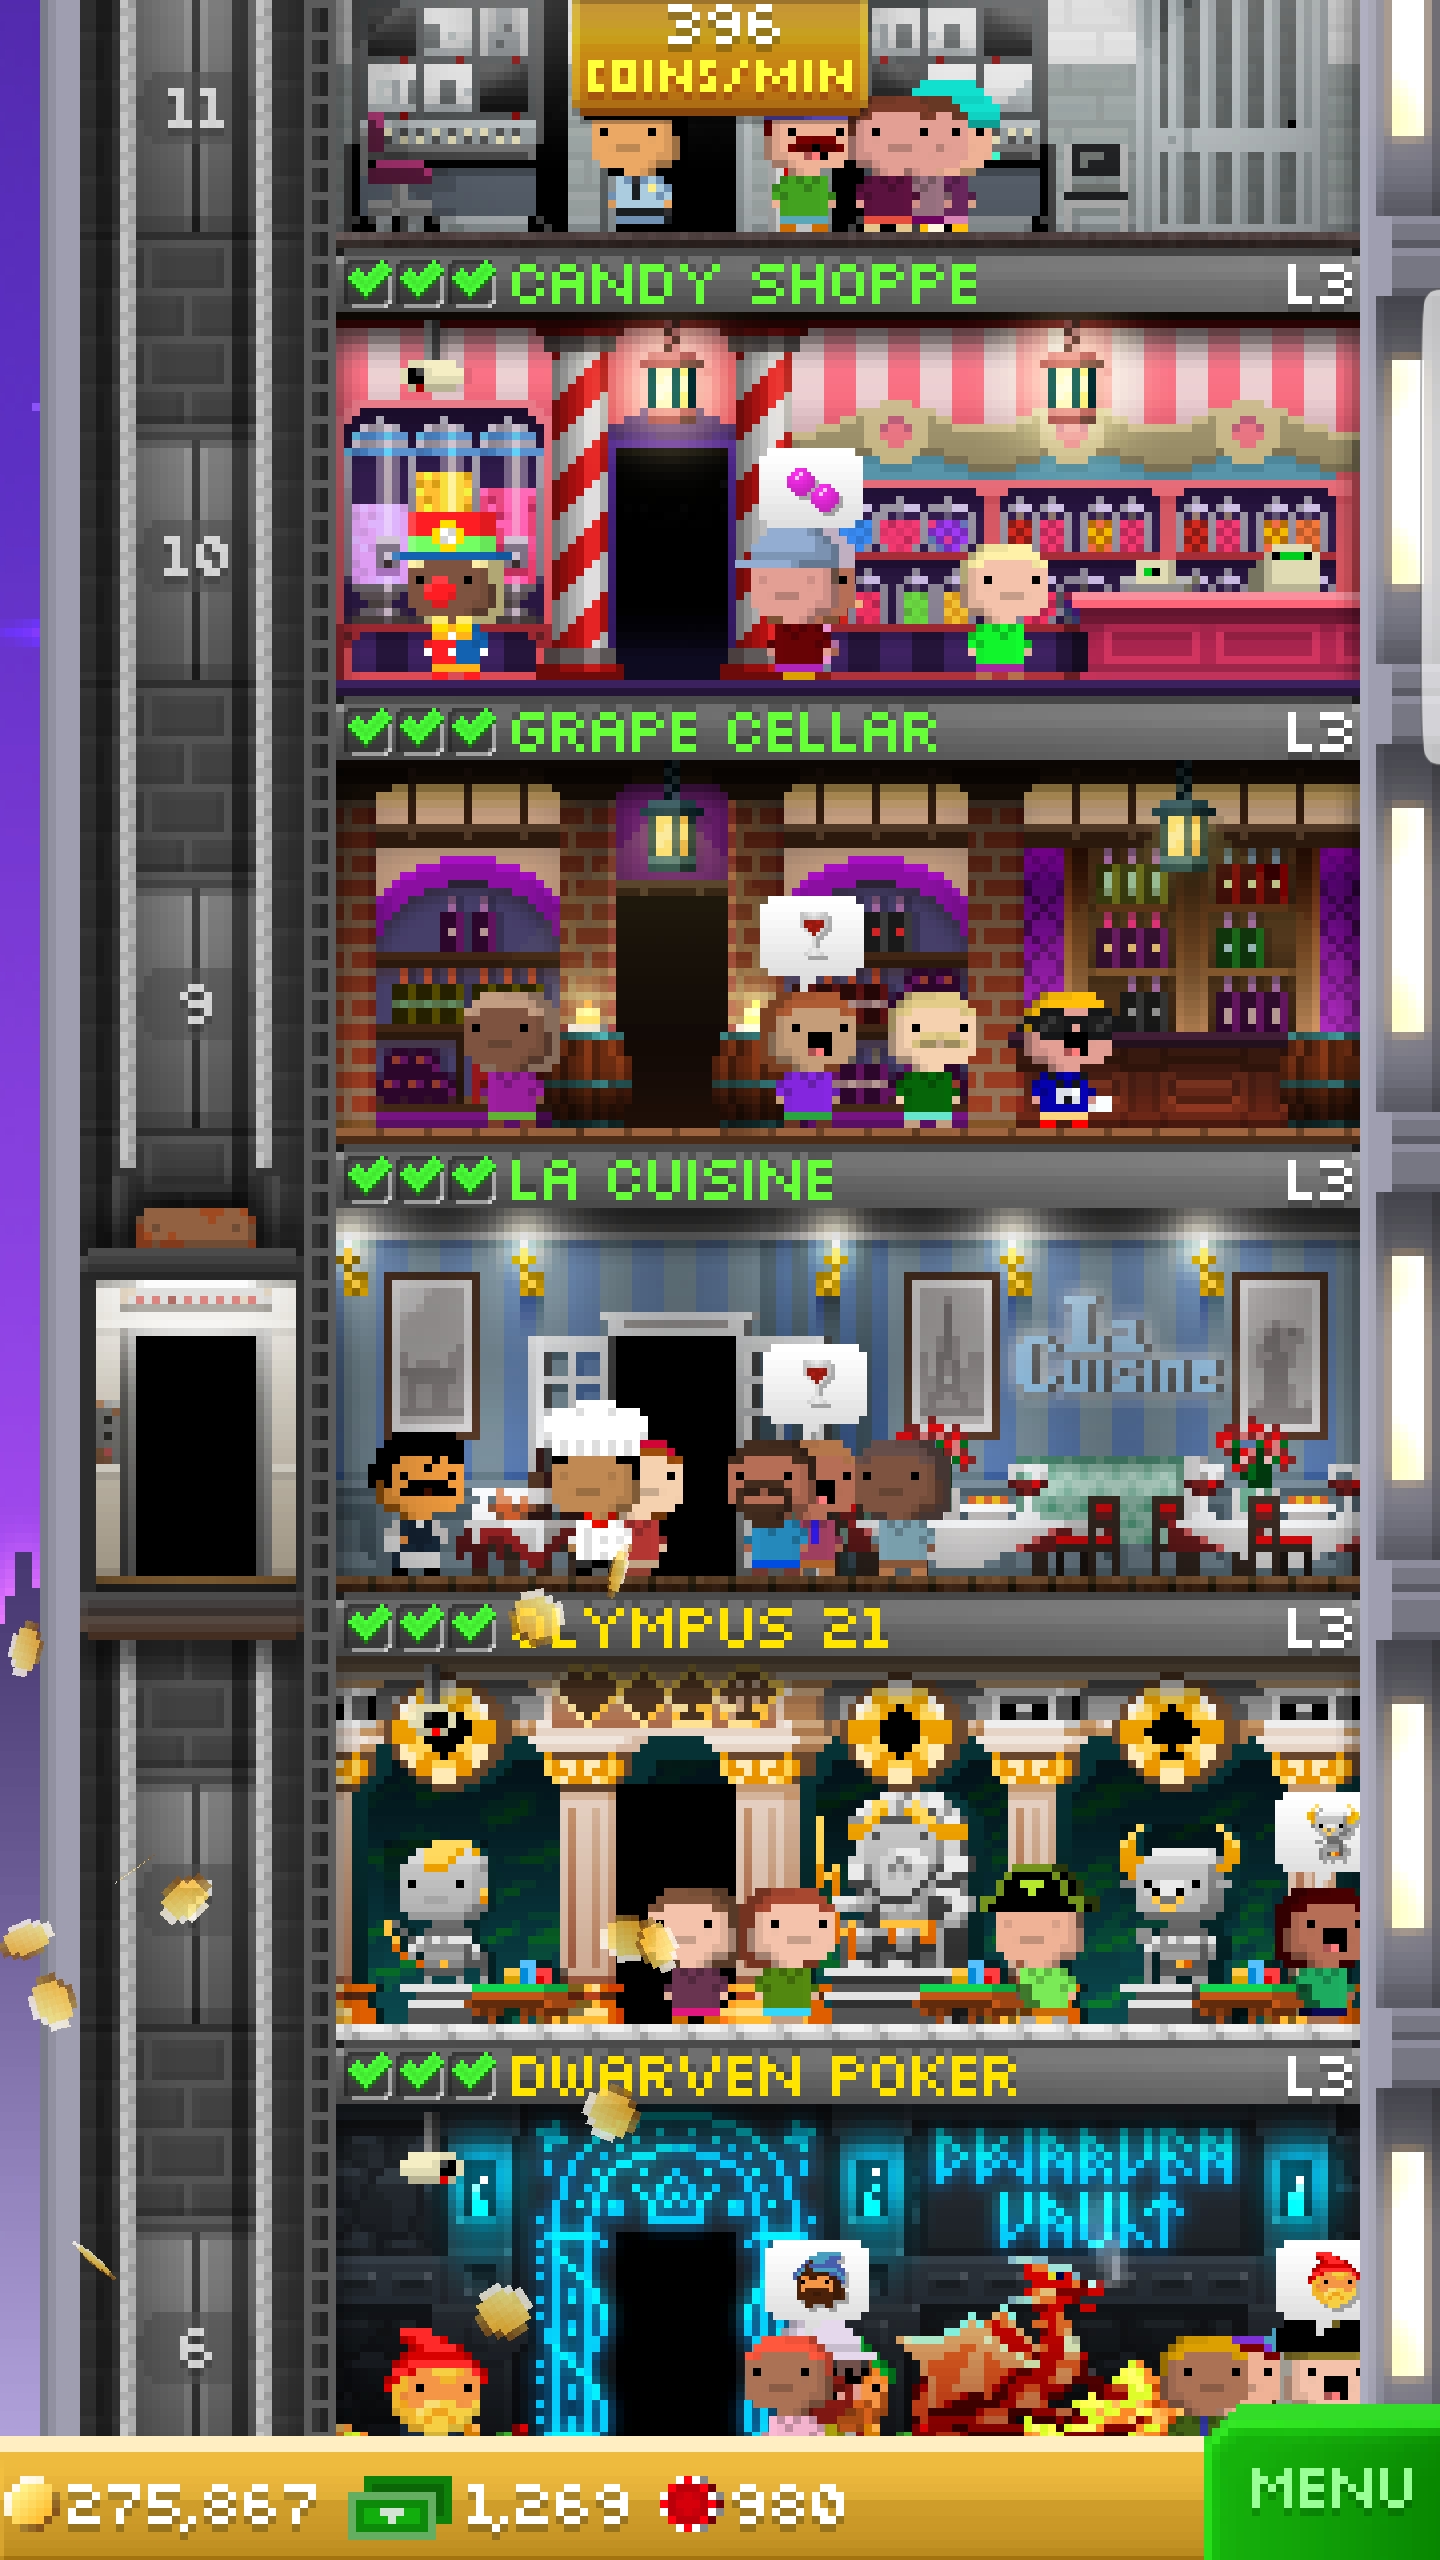 396
COINS/MIN
11
CANDY SHOPPE L3
10
GRAPE CELLAR L3
9
LA CUISINE L3
La
Cuisine
OLYMPUS 21 L3
DWARVEN POKER L3
DWARVEN
VAULT
6
275,867 1,269 980
MENU